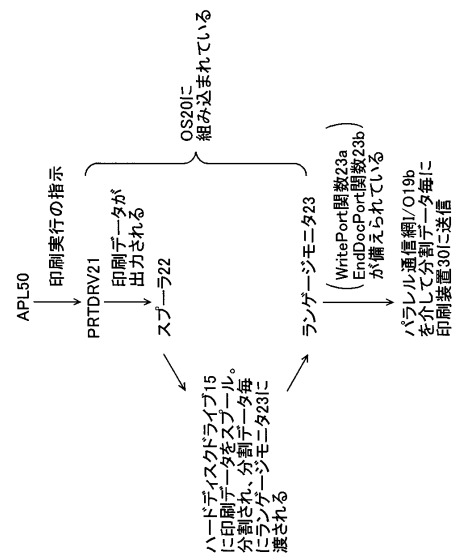 APL50
印刷実行の指示
PRTDRV21
印刷データが
出力される
スプーラ22
ハードディスクドライブ15
に印刷データをスプール。
分割され、分割データ毎
にランゲージモニタ23に
渡される
OS20に
組み込まれている
ランゲージモニタ23
WritePort関数23a
EndDocPort関数23b
が備えられている
パラレル通信網I/O19b
を介して分割データ毎に
印刷装置30に送信